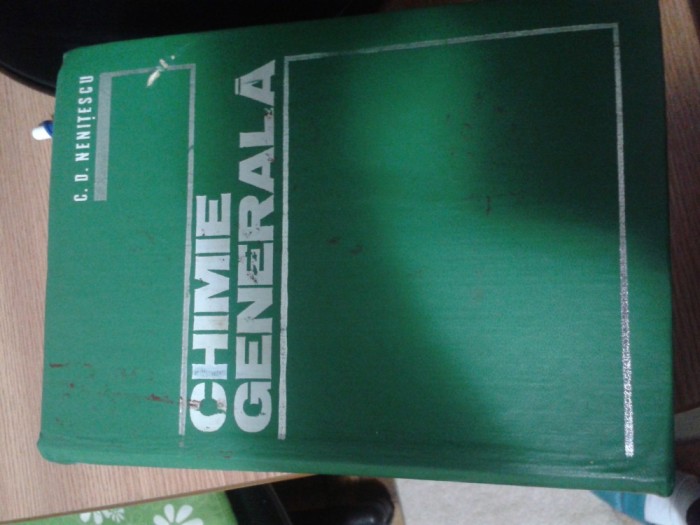 C. D. NENIȚESCU
CHIMIE
GENERALĂ